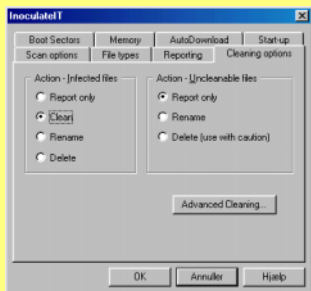 InoculateIT
Boot Sectors Memory AutoDownload Start-up
Scan options File types Reporting Cleaning options
Action - Infected files
Report only
Clean
Rename
Delete
Action - Uncleanable files
Report only
Rename
Delete (use with caution)
Advanced Cleaning...
OK Annuller Hjælp